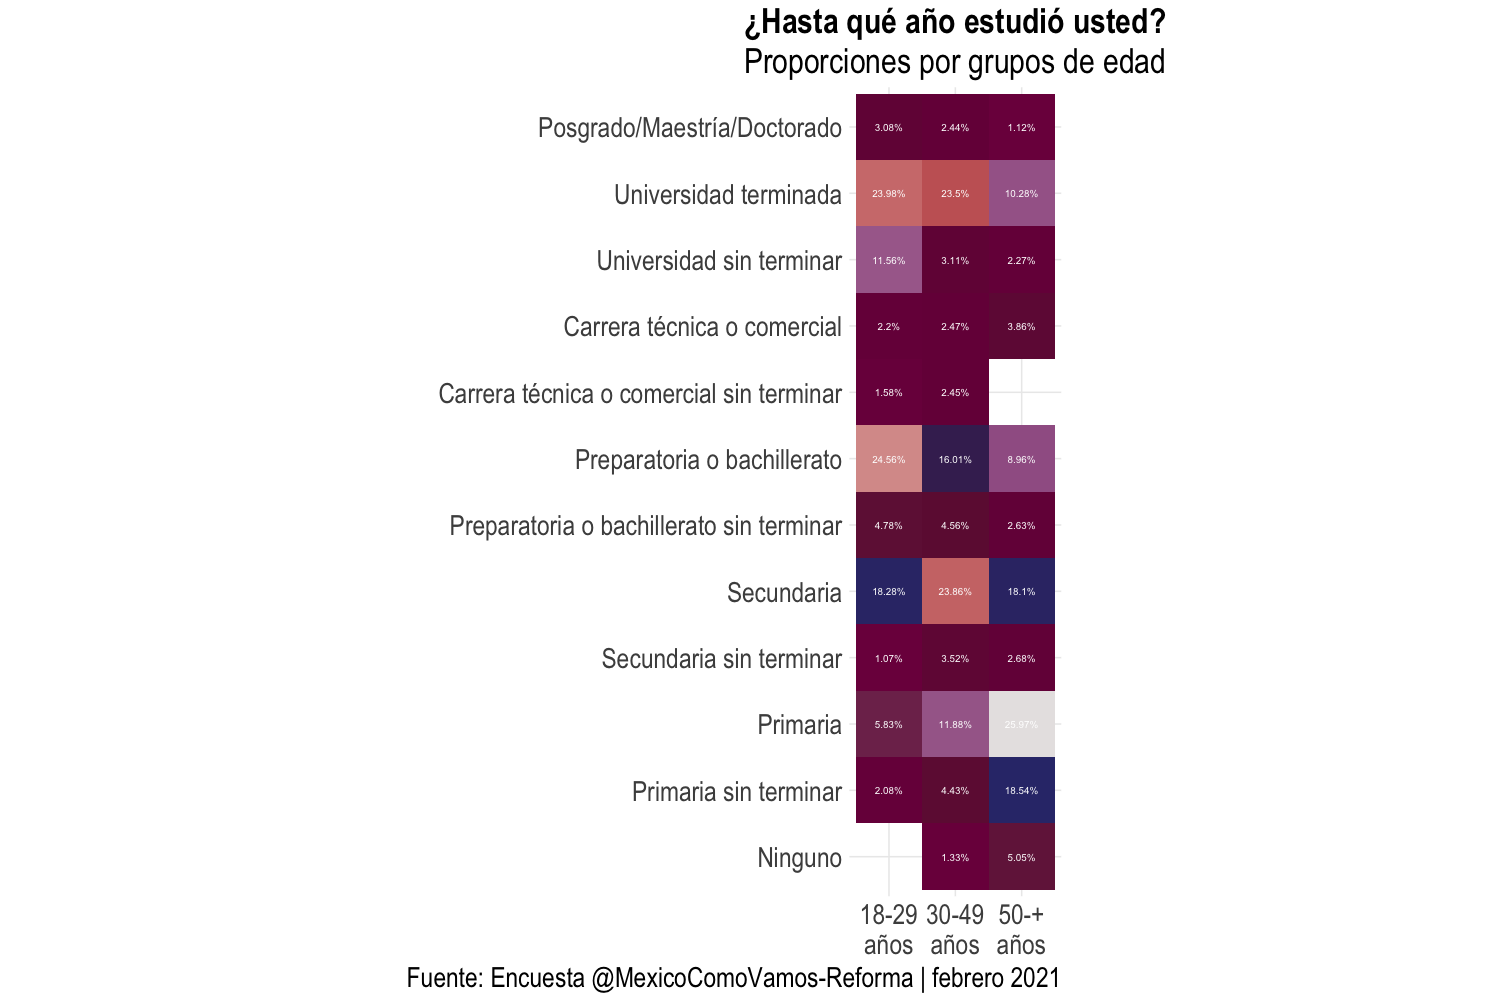 ¿Hasta qué año estudió usted?
Proporciones por grupos de edad
Posgrado/Maestría/Doctorado 3.08% 2.44% 1.12%
Universidad terminada 23.98% 23.5% 10.28%
Universidad sin terminar 11.56% 3.11% 2.27%
Carrera técnica o comercial 2.2% 2.47% 3.86%
Carrera técnica o comercial sin terminar 1.58% 2.45%
Preparatoria o bachillerato 24.56% 16.01% 8.96%
Preparatoria o bachillerato sin terminar 4.78% 4.56% 2.63%
Secundaria 18.28% 23.86% 18.1%
Secundaria sin terminar 1.07% 3.52% 2.68%
Primaria 5.83% 11.88% 25.97%
Primaria sin terminar 2.08% 4.43% 18.54%
Ninguno 1.33% 5.05%
18-29 30-49 50-+
años años años
Fuente: Encuesta @MexicoComoVamos-Reforma | febrero 2021